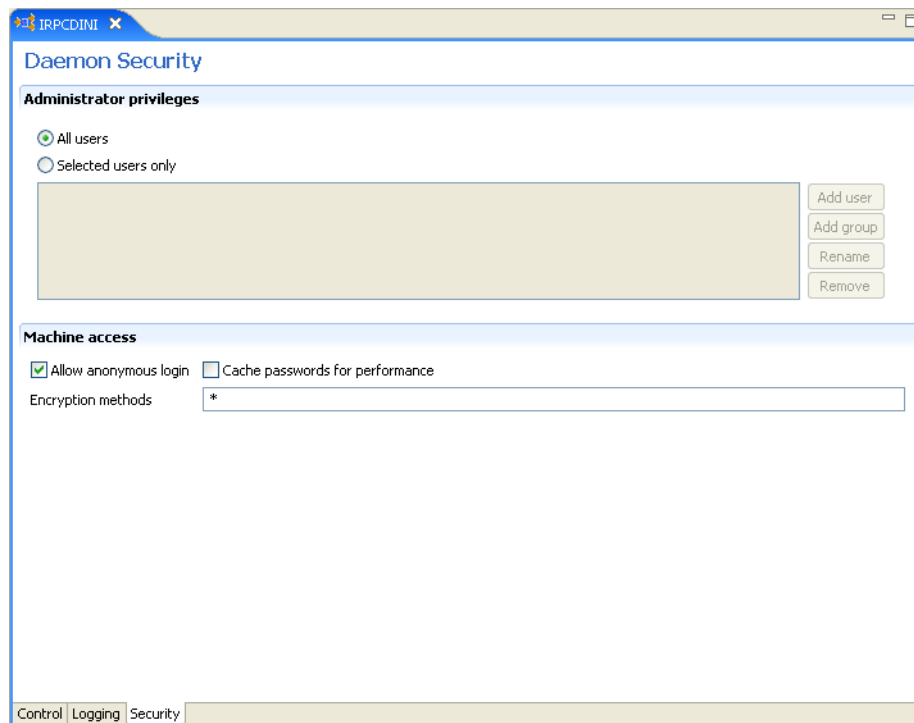 IRPCDINI
Daemon Security
Administrator privileges
All users
Selected users only
Add user
Add group
Rename
Remove
Machine access
Allow anonymous login Cache passwords for performance
Encryption methods *
Control Logging Security